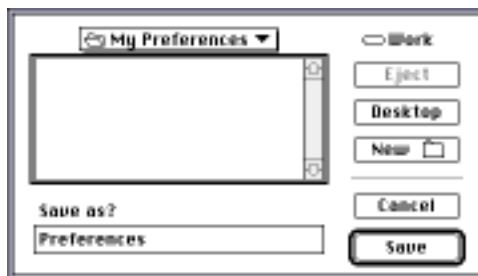 My Preferences
Work
Eject
Desktop
New
Save as?
Preferences
Cancel
Save